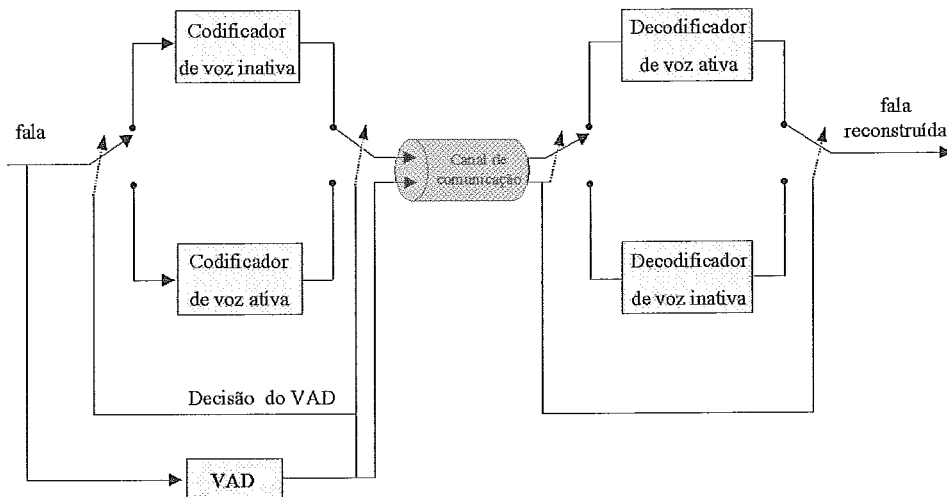 Codificador
de voz inativa
Decodificador
de voz ativa
fala
fala
reconstruída
Canal de
comunicação
Codificador
de voz ativa
Decodificador
de voz inativa
Decisão do VAD
VAD